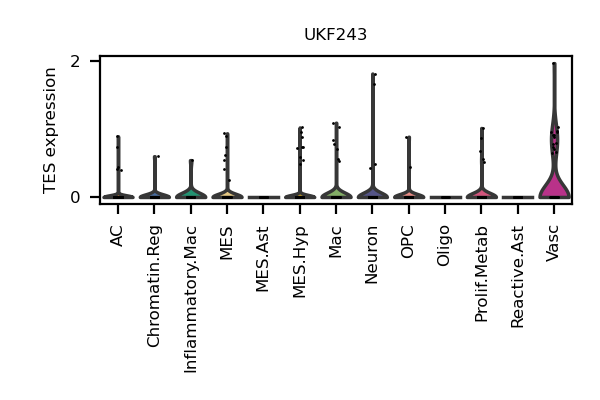 UKF243
TES expression
2
0
AC
Chromatin.Reg
Inflammatory.Mac
MES
MES.Ast
MES.Hyp
Mac
Neuron
OPC
Oligo
Prolif.Metab
Reactive.Ast
Vasc